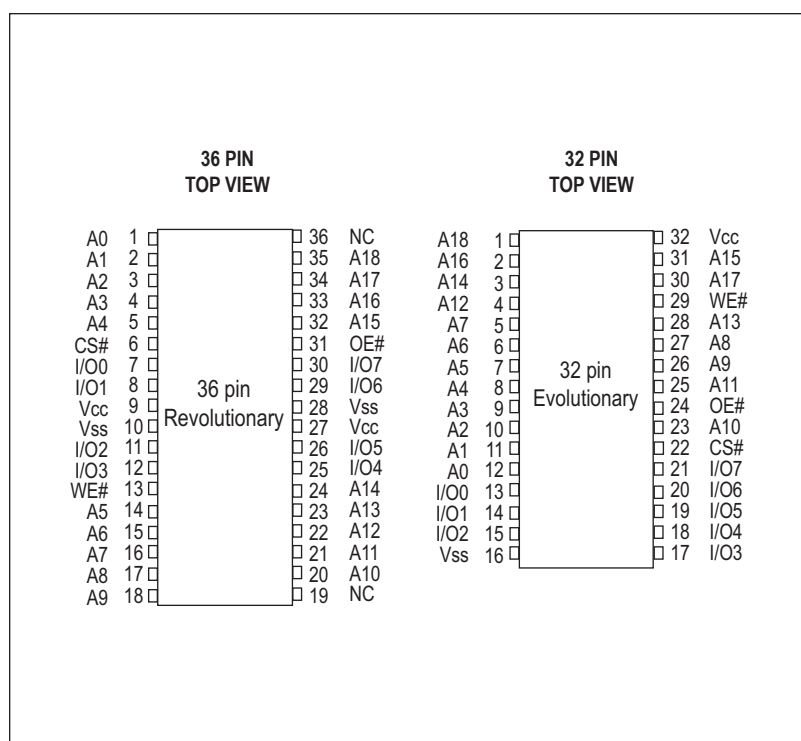 36 PIN
TOP VIEW
A0 1 36 NC
A1 2 35 A18
A2 3 34 A17
A3 4 33 A16
A4 5 32 A15
CS# 6 31 OE#
I/O0 7 30 I/O7
I/O1 8 29 I/O6
Vcc 9 28 Vss
Vss 10 27 Vcc
I/O2 11 26 I/O5
I/O3 12 25 I/O4
WE# 13 24 A14
A5 14 23 A13
A6 15 22 A12
A7 16 21 A11
A8 17 20 A10
A9 18 19 NC
36 pin
Revolutionary
32 PIN
TOP VIEW
A18 1 32 Vcc
A16 2 31 A15
A14 3 30 A17
A12 4 29 WE#
A7 5 28 A13
A6 6 27 A8
A5 7 26 A9
A4 8 25 A11
A3 9 24 OE#
A2 10 23 A10
A1 11 22 CS#
A0 12 21 I/O7
I/O0 13 20 I/O6
I/O1 14 19 I/O5
I/O2 15 18 I/O4
Vss 16 17 I/O3
32 pin
Evolutionary